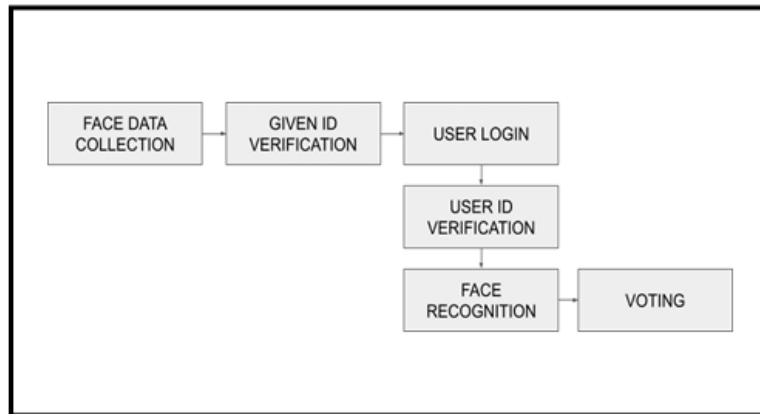 FACE DATA
COLLECTION
GIVEN ID
VERIFICATION
USER LOGIN
USER ID
VERIFICATION
FACE
RECOGNITION
VOTING